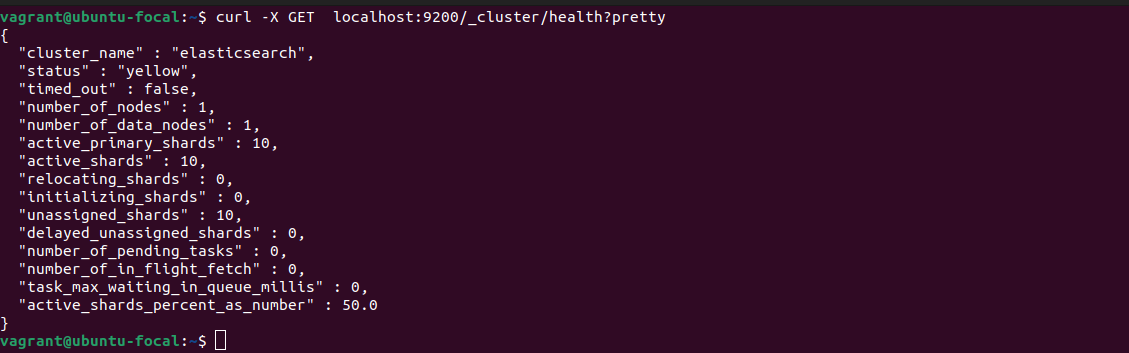 vagrant@ubuntu-focal:~$ curl -X GET  localhost:9200/_cluster/health?pretty
{
  "cluster_name" : "elasticsearch",
  "status" : "yellow",
  "timed_out" : false,
  "number_of_nodes" : 1,
  "number_of_data_nodes" : 1,
  "active_primary_shards" : 10,
  "active_shards" : 10,
  "relocating_shards" : 0,
  "initializing_shards" : 0,
  "unassigned_shards" : 10,
  "delayed_unassigned_shards" : 0,
  "number_of_pending_tasks" : 0,
  "number_of_in_flight_fetch" : 0,
  "task_max_waiting_in_queue_millis" : 0,
  "active_shards_percent_as_number" : 50.0
}
vagrant@ubuntu-focal:~$